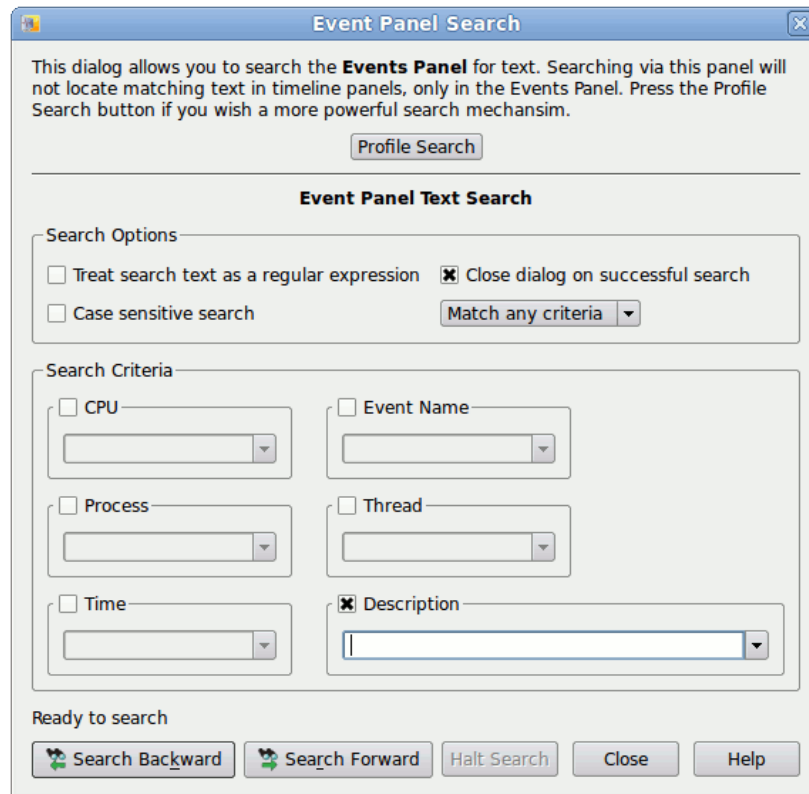 Event Panel Search
This dialog allows you to search the Events Panel for text. Searching via this panel will
not locate matching text in timeline panels, only in the Events Panel. Press the Profile
Search button if you wish a more powerful search mechansim.
Profile Search
Event Panel Text Search
Search Options
Treat search text as a regular expression Close dialog on successful search
Case sensitive search Match any criteria
Search Criteria
CPU Event Name
Process Thread
Time Description
Ready to search
Search Backward Search Forward Halt Search Close Help